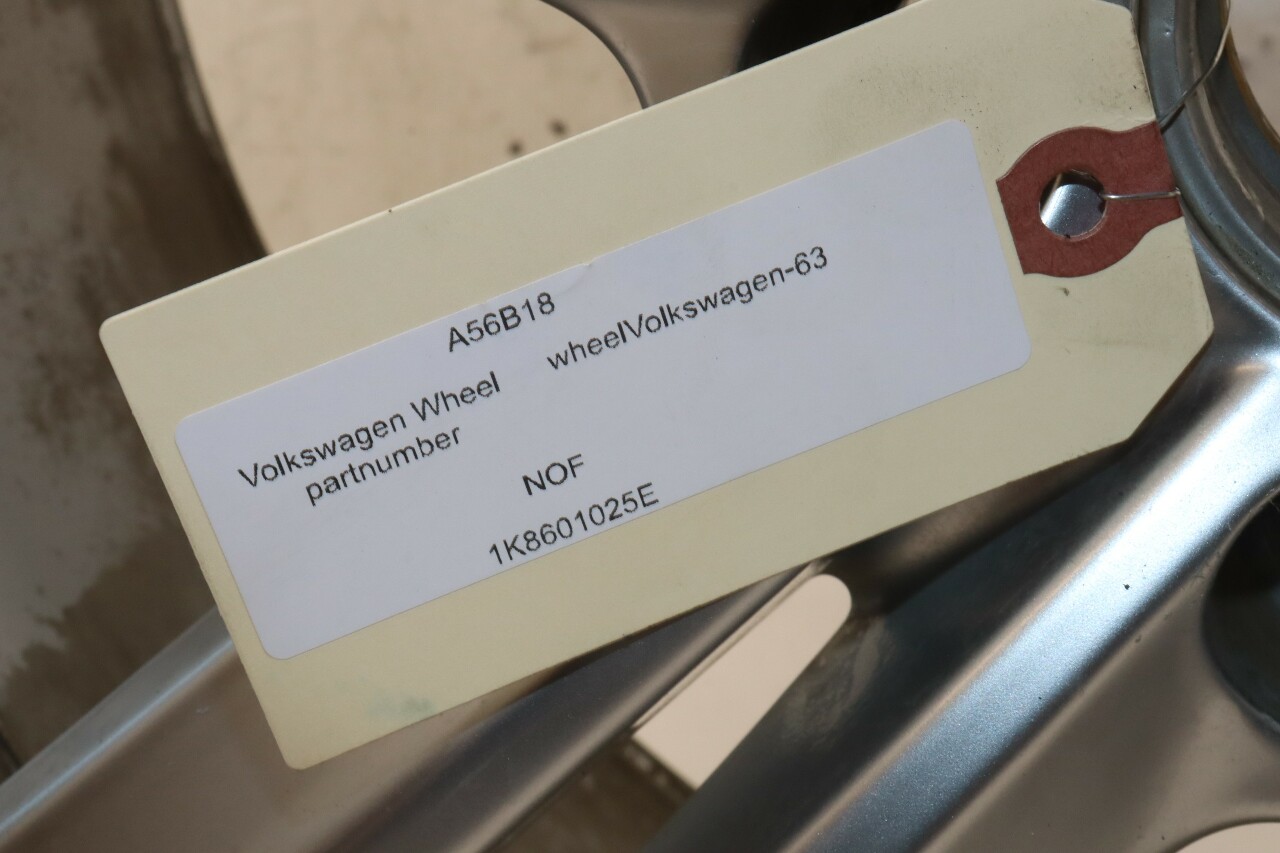 A56B18
Volkswagen Wheel wheelVolkswagen-63
partnumber
NOF
1K8601025E